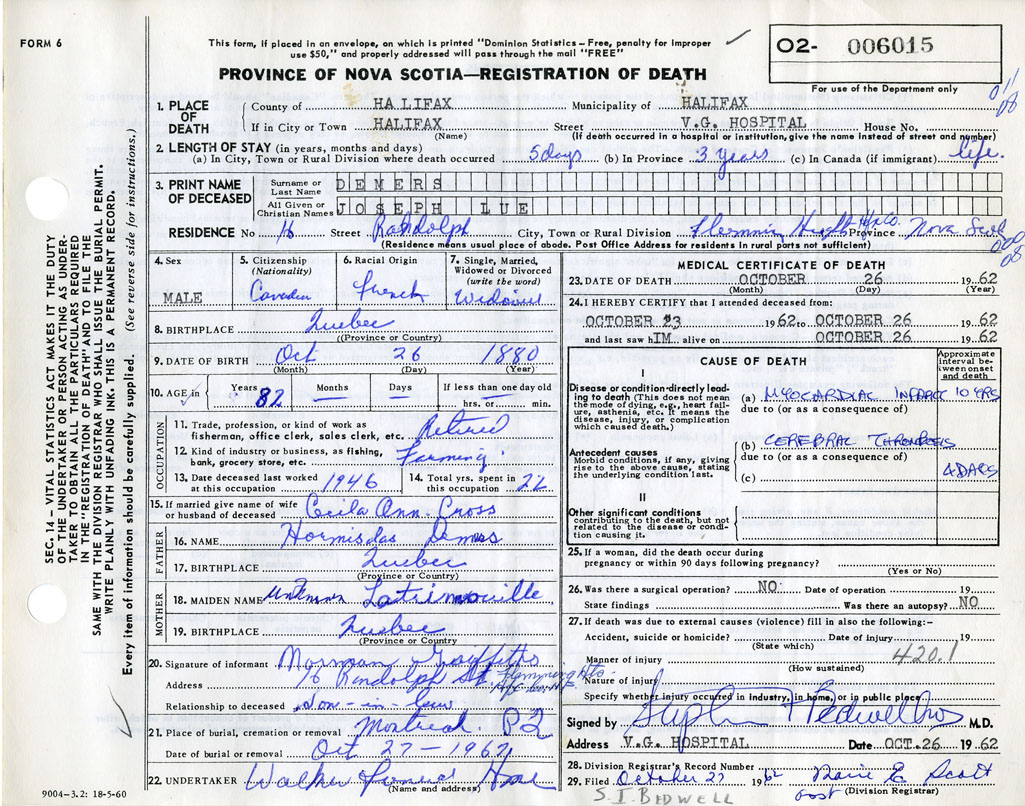 FORM 6
This form, if placed in an envelope, on which is printed "Dominion Statistics – Free, penalty for improper
use $50," and properly addressed will pass through the mail "FREE"
O2- 006015
PROVINCE OF NOVA SCOTIA—REGISTRATION OF DEATH
For use of the Department only
1. PLACE OF DEATH
County of HALIFAX Municipality of HALIFAX
If in City or Town HALIFAX Street V.G. HOSPITAL House No.
(Name) (If death occurred in a hospital or institution, give the name instead of street and number)
2. LENGTH OF STAY (in years, months and days)
(a) In City, Town or Rural Division where death occurred 5 days (b) In Province 3 years (c) In Canada (if immigrant) life.
3. PRINT NAME OF DECEASED
Surname or Last Name DEMERS
All Given or Christian Names JOSEPH LUE
RESIDENCE No 16 Street Randolph City, Town or Rural Division Province Nova Scotia
(Residence means usual place of abode. Post Office Address for residents in rural parts not sufficient)
4. Sex MALE
5. Citizenship (Nationality) Canadian
6. Racial Origin French
7. Single, Married, Widowed or Divorced (write the word) Widowed
8. BIRTHPLACE Quebec
((Province or Country)
9. DATE OF BIRTH Oct 26 1880
(Month) (Day) (Year)
10. AGE in Years 82 Months — Days — If less than one day old hrs. or min.
OCCUPATION
11. Trade, profession, or kind of work as
fisherman, office clerk, sales clerk, etc. Retired
12. Kind of industry or business, as fishing,
bank, grocery store, etc. Farming
13. Date deceased last worked
at this occupation 1946
14. Total yrs. spent in
this occupation 22
15. If married give name of wife
or husband of deceased Ceila Ann. Cross
FATHER
16. NAME Hormisdas Demers
17. BIRTHPLACE Quebec
(Province or Country)
MOTHER
18. MAIDEN NAME Unknown Latrimouille
19. BIRTHPLACE Quebec
(Province or Country)
20. Signature of informant Norman Griffiths
Address 16 Randolph St.
Relationship to deceased Son-in-law
21. Place of burial, cremation or removal Montreal P2
Date of burial or removal Oct 27 – 1962
22. UNDERTAKER Walker Funeral Home
(Name and address)
9004–3.2: 18-5-60
MEDICAL CERTIFICATE OF DEATH
23. DATE OF DEATH OCTOBER 26 1962
(Month) (Day) (Year)
24. I HEREBY CERTIFY that I attended deceased from:
OCTOBER 23 1962 to OCTOBER 26 1962
and last saw hIM alive on OCTOBER 26 1962
CAUSE OF DEATH
Approximate interval between onset and death
I
Disease or condition directly leading to death (This does not mean the mode of dying, e.g., heart failure, asthenia, etc. It means the disease, injury, or complication which caused death.)
(a) MYOCARDIAL INFARCT 10 YRS
due to (or as a consequence of)
Antecedent causes
Morbid conditions, if any, giving rise to the above cause, stating the underlying condition last.
(b) CEREBRAL THROMBOSIS
due to (or as a consequence of)
(c) 4 DAYS
II
Other significant conditions
contributing to the death, but not related to the disease or condition causing it.
25. If a woman, did the death occur during
pregnancy or within 90 days following pregnancy?
(Yes or No)
26. Was there a surgical operation? NO Date of operation 19
State findings Was there an autopsy? NO
27. If death was due to external causes (violence) fill in also the following:–
Accident, suicide or homicide? Date of injury 19
(State which)
Manner of injury 420.1
(How sustained)
Nature of injury
Specify whether injury occurred in industry, in home, or in public place
Signed by Stephen Bedwell M.D.
Address V.G. HOSPITAL Date OCT. 26 1962
28. Division Registrar's Record Number
29. Filed October 27 1962 Scott
(Division Registrar)
S.I. BEDWELL
SEC. 14 – VITAL STATISTICS ACT MAKES IT THE DUTY
OF THE UNDERTAKER OR PERSON ACTING AS UNDER-
TAKER TO OBTAIN ALL THE PARTICULARS REQUIRED
IN THE "REGISTRATION OF DEATH" AND TO FILE THE
SAME WITH THE DIVISION REGISTRAR WHO SHALL ISSUE THE BURIAL PERMIT.
WRITE PLAINLY WITH UNFADING INK. THIS IS A PERMANENT RECORD.
Every item of information should be carefully supplied. (See reverse side for instructions.)